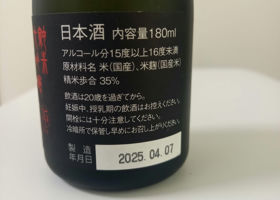 日本酒 内容量180ml
アルコール分15度以上16度未満
原材料名 米(国産)、米麹(国産米)
精米歩合 35%
飲酒は20歳を過ぎてから。
妊娠中、授乳期の飲酒はお控えください。
開栓には十分注意してください。
冷暗所で保管し早めにお召し上がりください。
製造
年月日
2025.04.07